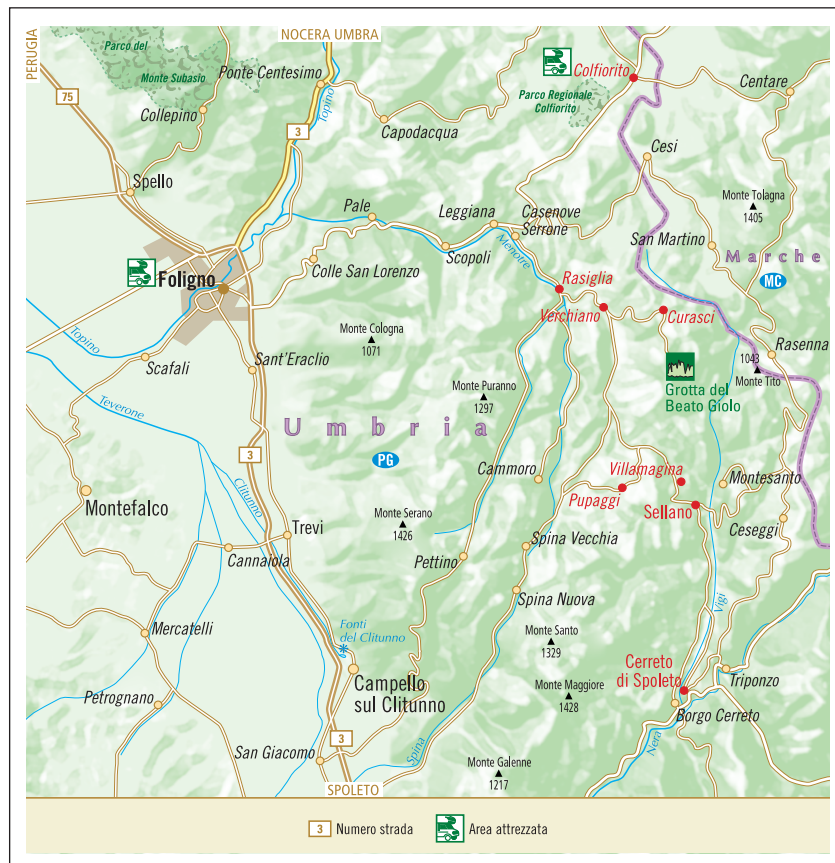 NOCERA UMBRA
PERUGIA
Parco del
Monte Subasio
Ponte Centesimo
Colfiorito
Parco Regionale
Colfiorito
Centare
75
Collepino
Topino
3
Capodacqua
Cesi
Spello
Monte Tolagna
1405
Pale
Leggiana
Casenove
Serrone
San Martino
Marche
MC
Scopoli
Menotre
Foligno
Colle San Lorenzo
Rasiglia
Verchiano
Curasci
Topino
Monte Cologna
1071
Rasenna
Scafali
Sant'Eraclio
1043
Monte Tito
Grotta del
Beato Giolo
Monte Puranno
1297
Teverone
Umbria
PG
3
Cammoro
Villamagina
Pupaggi
Montesanto
Montefalco
Clitunno
Sellano
Ceseggi
Monte Serano
1426
Trevi
Cannaiola
Pettino
Spina Vecchia
Spina Nuova
Vigi
Mercatelli
Fonti
del Clitunno
Monte Santo
1329
Campello
sul Clitunno
Cerreto
di Spoleto
Triponzo
Monte Maggiore
1428
Petrognano
Borgo Cerreto
3
San Giacomo
Spina
Nera
Monte Galenne
1217
SPOLETO
3 Numero strada
Area attrezzata